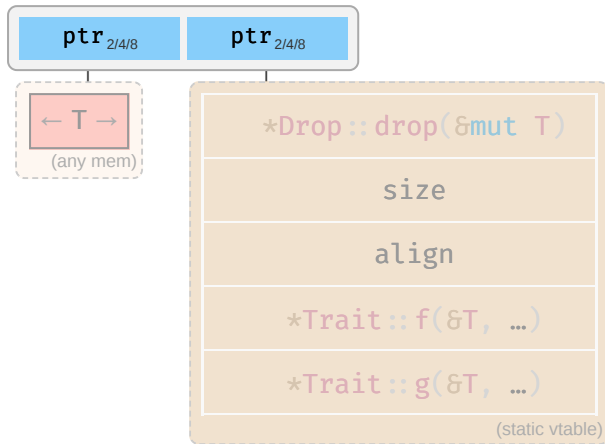 ptr2/4/8 ptr2/4/8
← T →
(any mem)
*Drop::drop(&mut T)
size
align
*Trait::f(&T, …)
*Trait::g(&T, …)
(static vtable)